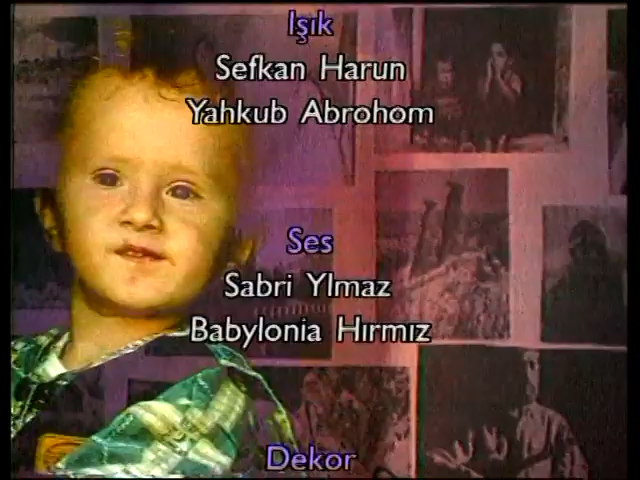 Işık
Sefkan Harun
Yahkub Abrohom
Ses
Sabri Ylmaz
Babylonia Hırmız
Dekor